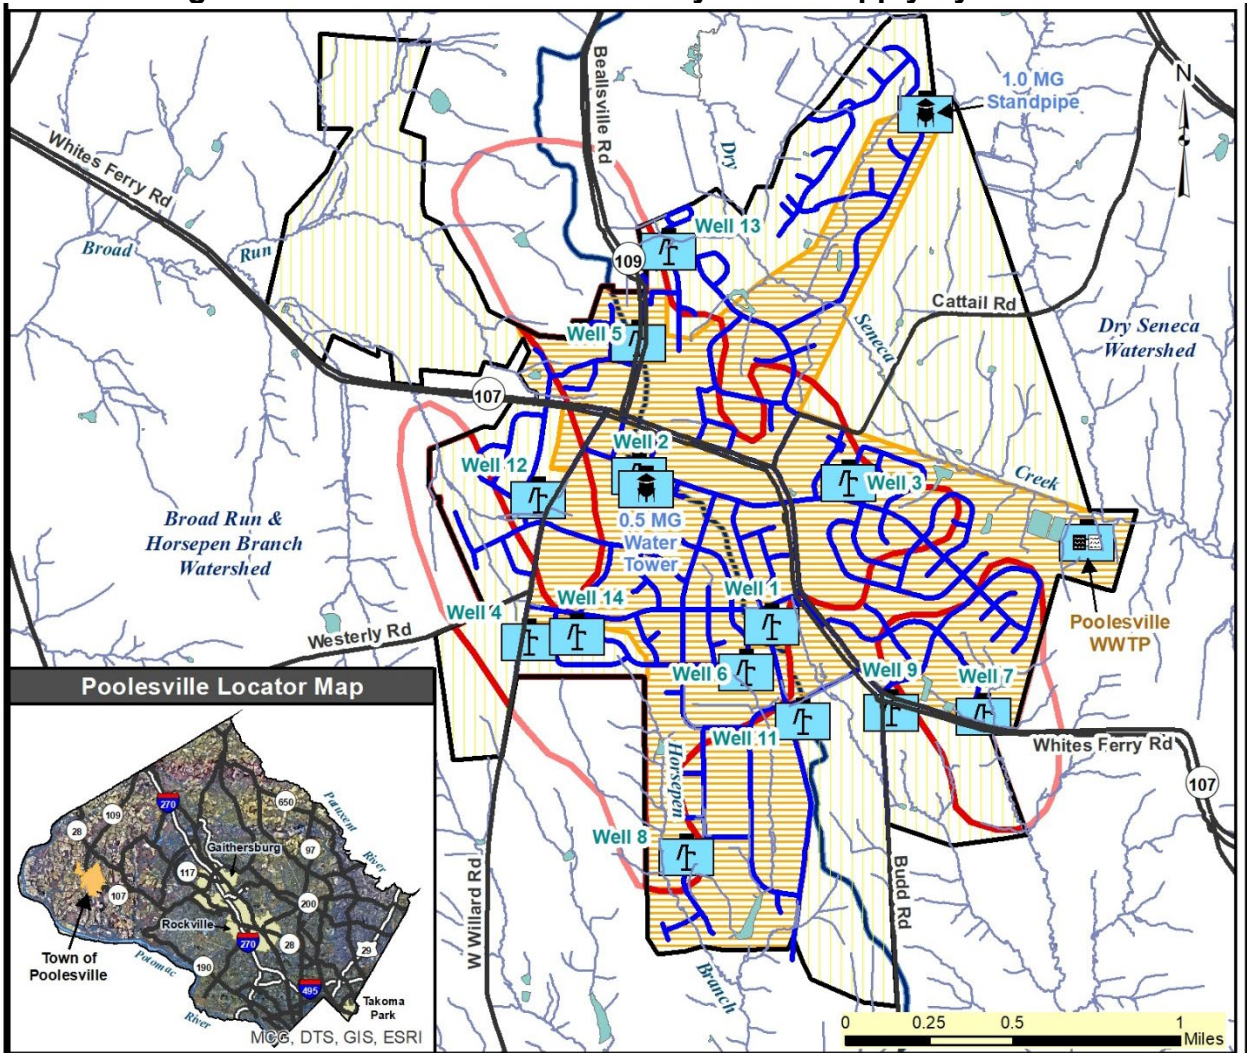 1.0 MG
Standpipe
N
Beallsville Rd
Whites Ferry Rd
Dry
Broad
Run
Well 13
109
Cattail Rd
Seneca
Dry Seneca
Watershed
Well 5
107
Well 2
Well 12
Well 3
Creek
0.5 MG
Water
Tower
Broad Run &
Horsepen Branch
Watershed
Well 14
Well 1
Well 4
Westerly Rd
Poolesville
WWTP
Well 6
Well 9
Well 7
Well 11
Whites Ferry Rd
107
Horsepen
Well 8
W Willard Rd
Budd Rd
Branch
0 0.25 0.5 1
Miles
Poolesville Locator Map
270
650
109
28
Patuxent
River
Gaithersburg
97
117
107
200
Rockville
28
270
29
Town of
Poolesville
Potomac
190
River
495
Takoma
Park
MCG, DTS, GIS, ESRI